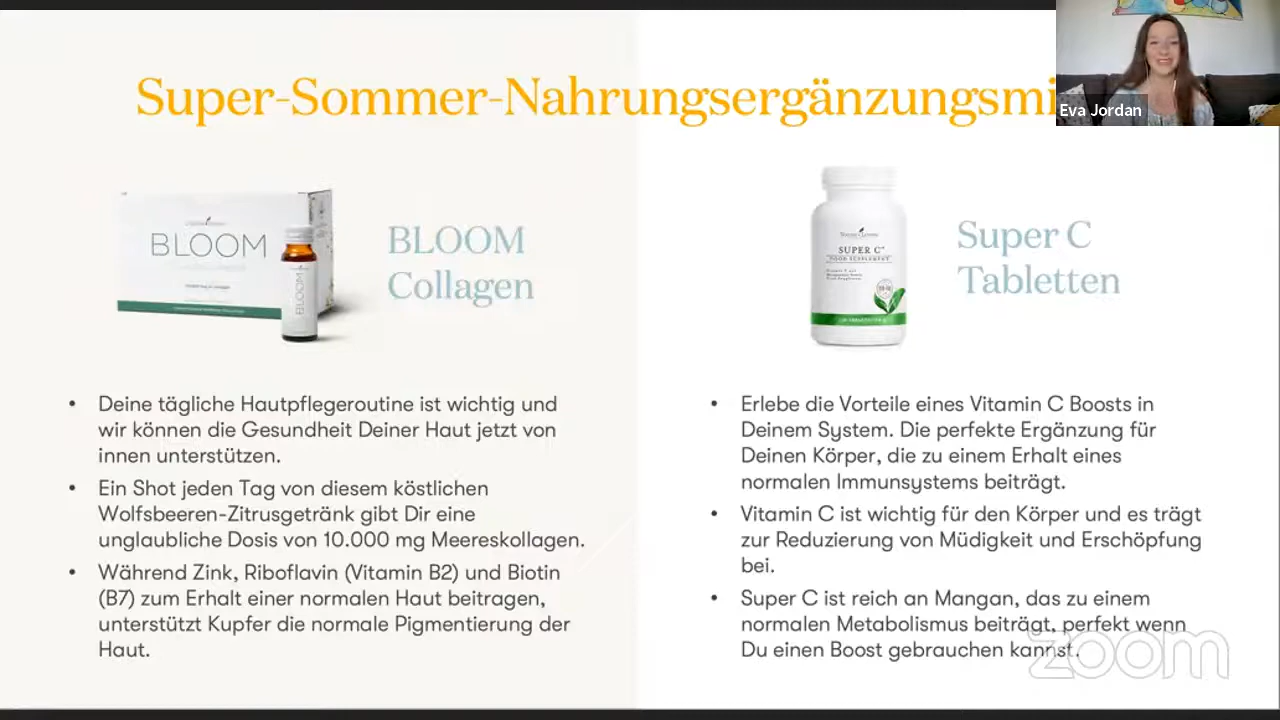 Super-Sommer-Nahrungsergänzungsmi
Eva Jordan
BLOOM
BLOOM
BLOOM
Collagen
YOUNG LIVING
SUPER C
FOOD SUPPLEMENT
Super C
Tabletten
• Deine tägliche Hautpflegeroutine ist wichtig und
wir können die Gesundheit Deiner Haut jetzt von
innen unterstützen.
• Ein Shot jeden Tag von diesem köstlichen
Wolfsbeeren-Zitrusgetränk gibt Dir eine
unglaubliche Dosis von 10.000 mg Meereskollagen.
• Während Zink, Riboflavin (Vitamin B2) und Biotin
(B7) zum Erhalt einer normalen Haut beitragen,
unterstützt Kupfer die normale Pigmentierung der
Haut.
• Erlebe die Vorteile eines Vitamin C Boosts in
Deinem System. Die perfekte Ergänzung für
Deinen Körper, die zu einem Erhalt eines
normalen Immunsystems beiträgt.
• Vitamin C ist wichtig für den Körper und es trägt
zur Reduzierung von Müdigkeit und Erschöpfung
bei.
• Super C ist reich an Mangan, das zu einem
normalen Metabolismus beiträgt, perfekt wenn
Du einen Boost gebrauchen kannst.
zoom